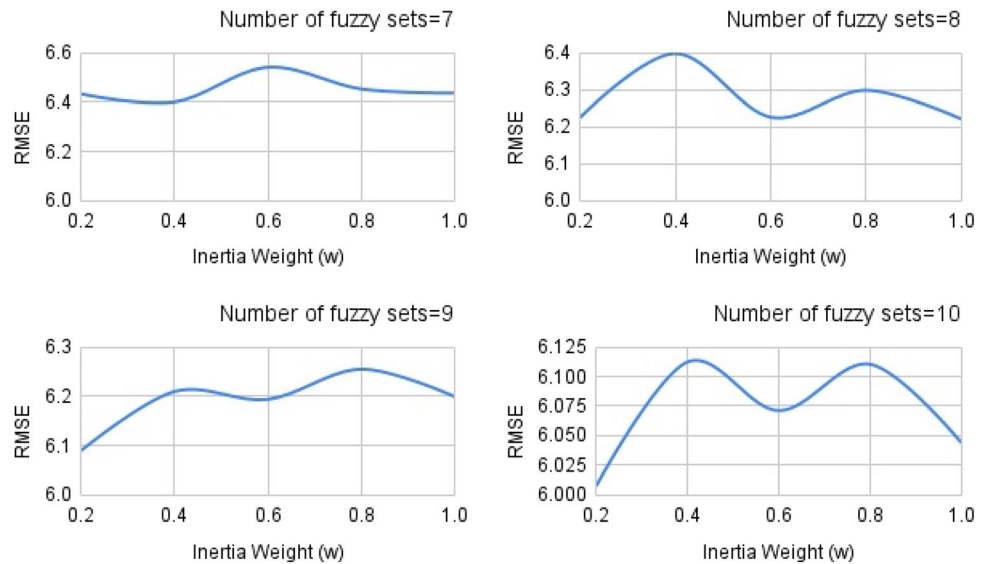 Number of fuzzy sets=7
6.6
6.4
6.2
6.0
RMSE
0.2 0.4 0.6 0.8 1.0
Inertia Weight (w)
Number of fuzzy sets=8
6.4
6.3
6.2
6.1
6.0
RMSE
0.2 0.4 0.6 0.8 1.0
Inertia Weight (w)
Number of fuzzy sets=9
6.3
6.2
6.1
6.0
RMSE
0.2 0.4 0.6 0.8 1.0
Inertia Weight (w)
Number of fuzzy sets=10
6.125
6.100
6.075
6.050
6.025
6.000
RMSE
0.2 0.4 0.6 0.8 1.0
Inertia Weight (w)